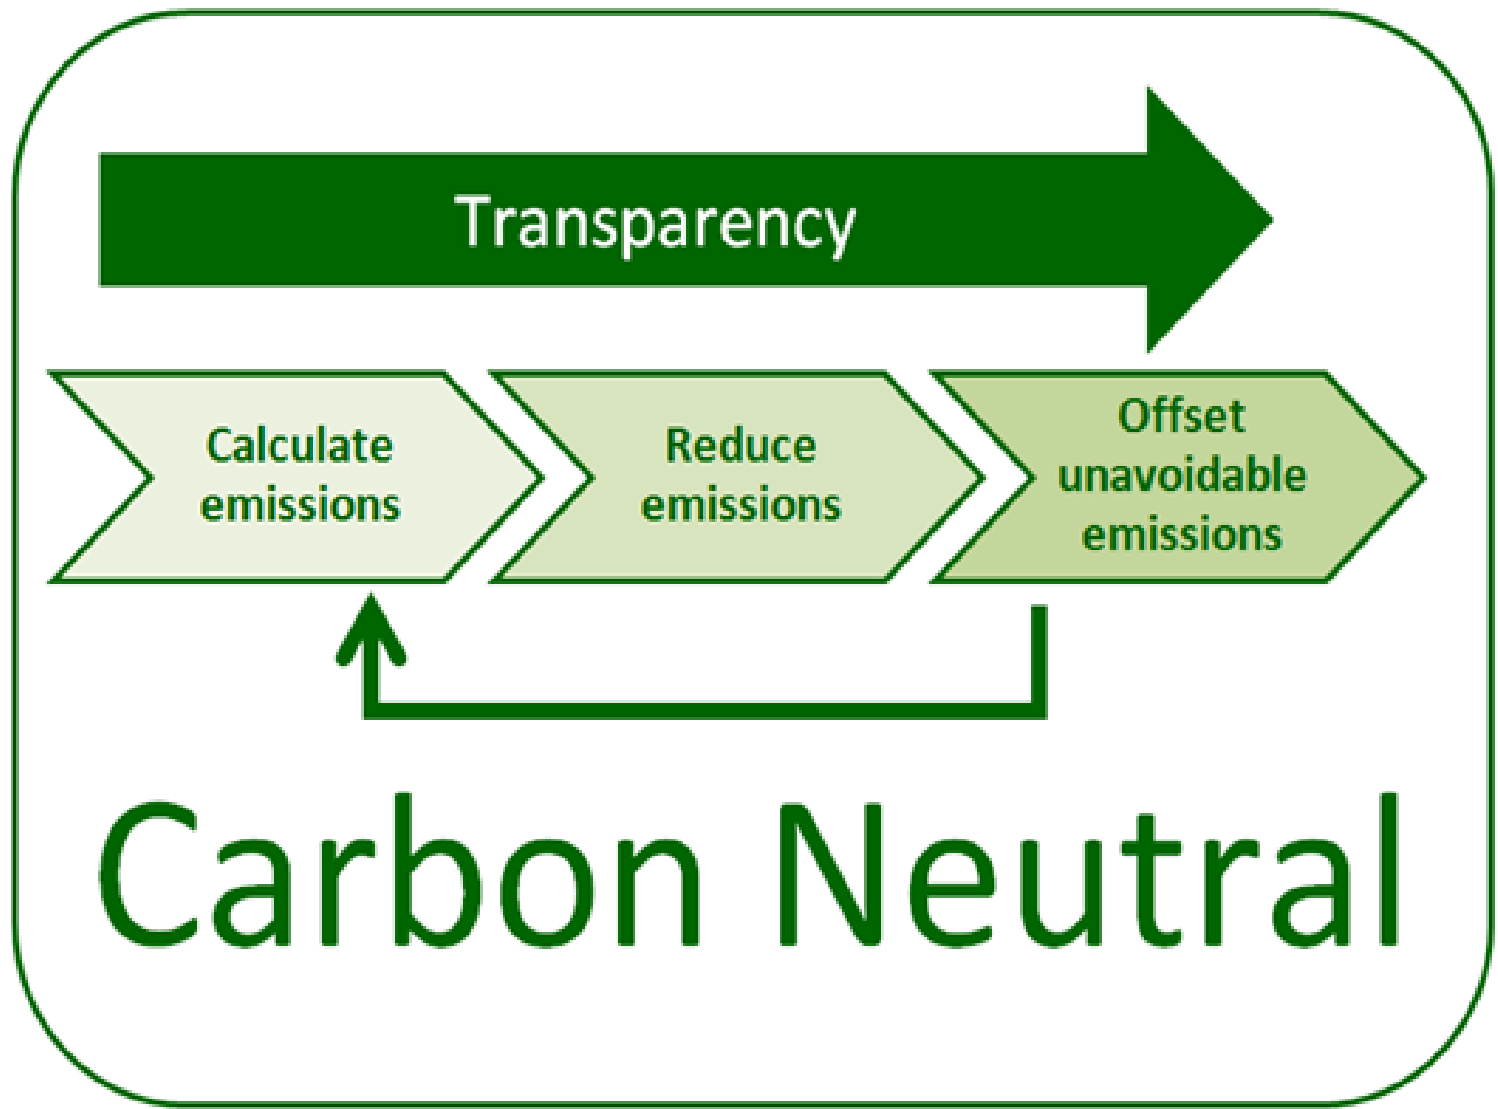 Transparency
Calculate
emissions
Reduce
emissions
Offset
unavoidable
emissions
Carbon Neutral